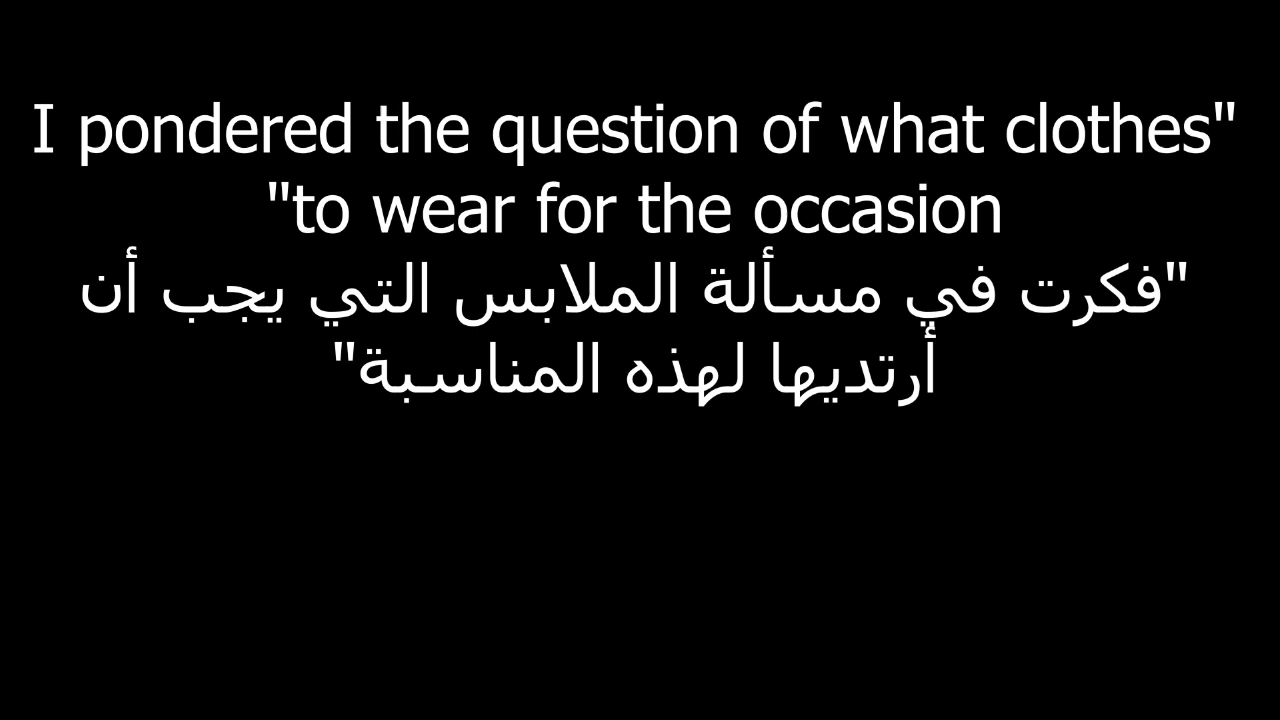 I pondered the question of what clothes"
"to wear for the occasion
"فكرت في مسألة الملابس التي يجب أن
أرتديها لهذه المناسبة"